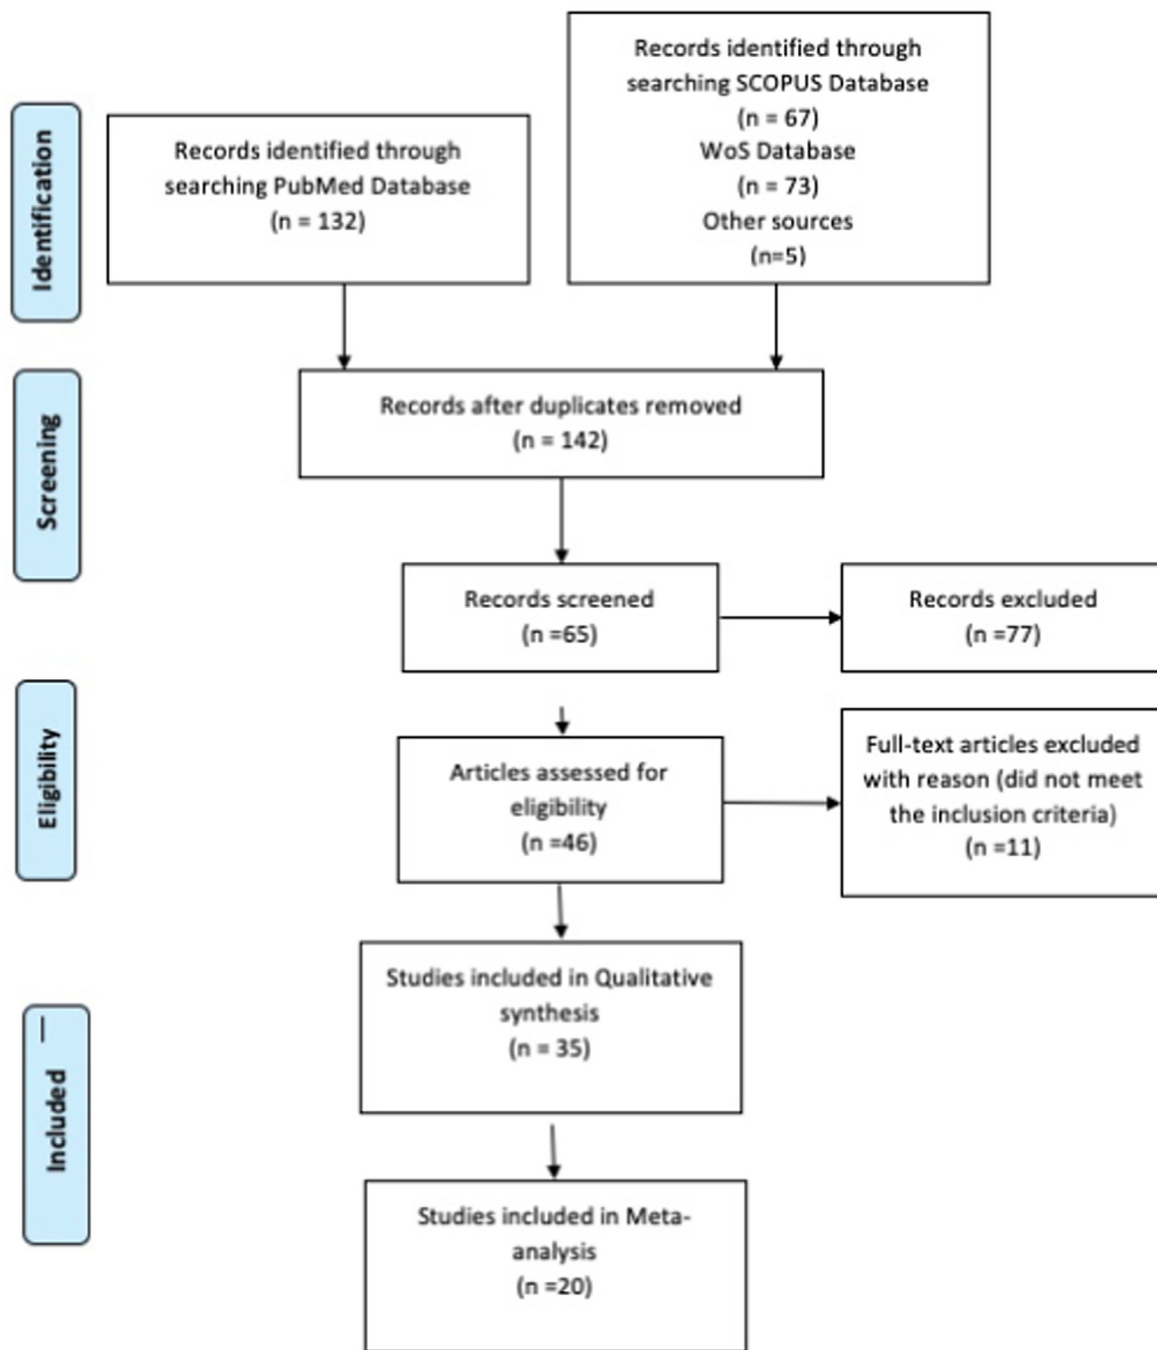 Identification
Records identified through
searching PubMed Database
(n = 132)
Records identified through
searching SCOPUS Database
(n = 67)
WoS Database
(n = 73)
Other sources
(n=5)
Screening
Records after duplicates removed
(n = 142)
Records screened
(n =65)
Records excluded
(n =77)
Eligibility
Articles assessed for
eligibility
(n =46)
Full-text articles excluded
with reason (did not meet
the inclusion criteria)
(n =11)
Included
Studies included in Qualitative
synthesis
(n = 35)
Studies included in Meta-
analysis
(n =20)